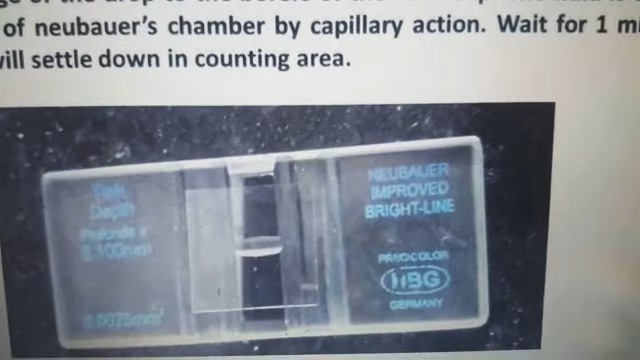 of neubauer's chamber by capillary action. Wait for 1
will settle down in counting area.
Depth
0.100mm
0.0025mm²
NEUBAUER
IMPROVED
BRIGHT-LINE
PRECICOLOR
HBG
GERMANY